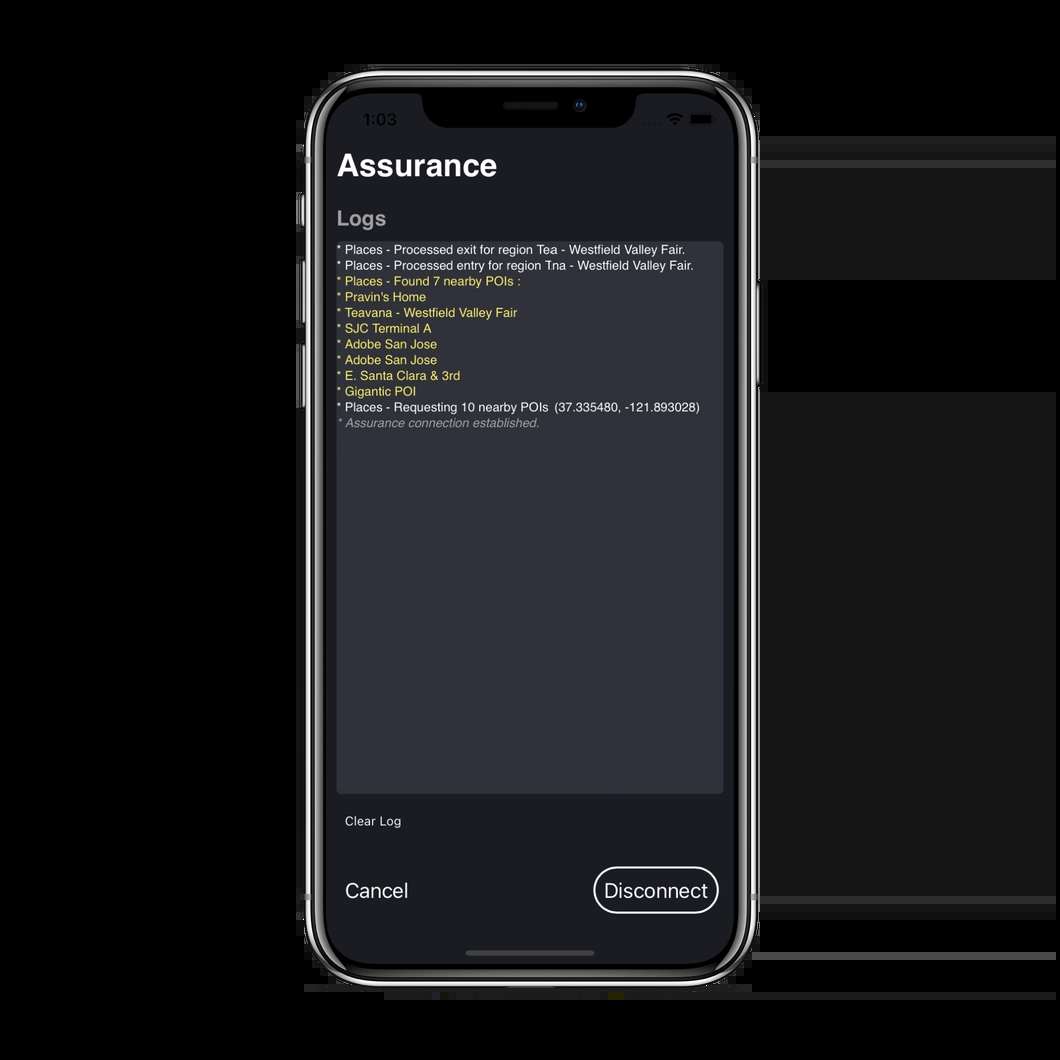 1:03
Assurance
Logs
* Places - Processed exit for region Tea - Westfield Valley Fair.
* Places - Processed entry for region Tna - Westfield Valley Fair.
* Places - Found 7 nearby POIs :
* Pravin's Home
* Teavana - Westfield Valley Fair
* SJC Terminal A
* Adobe San Jose
* Adobe San Jose
* E. Santa Clara & 3rd
* Gigantic POI
* Places - Requesting 10 nearby POIs (37.335480, -121.893028)
* Assurance connection established.
Clear Log
Cancel
Disconnect